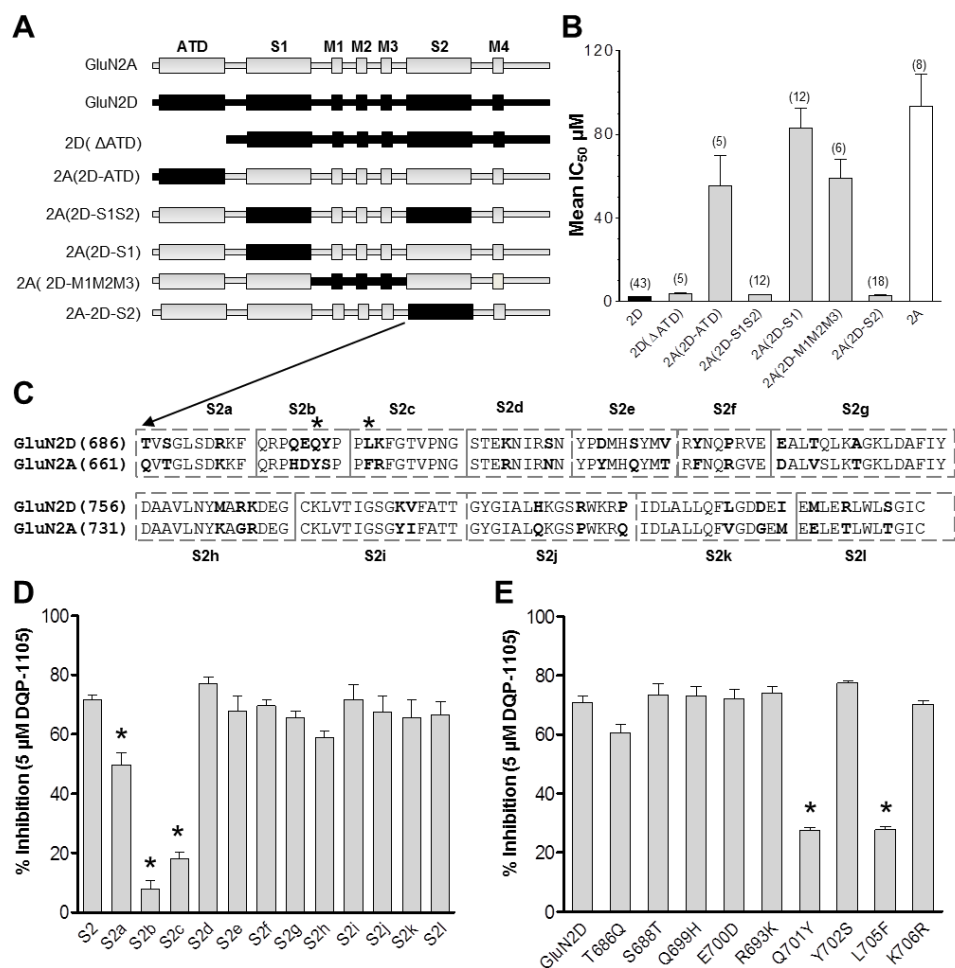 A
ATD S1 M1 M2 M3 S2 M4
GluN2A
GluN2D
2D( ΔATD)
2A(2D-ATD)
2A(2D-S1S2)
2A(2D-S1)
2A( 2D-M1M2M3)
2A-2D-S2)
B
Mean IC50 μM
120
80
40
0
(43)
(5)
(5)
(12)
(12)
(6)
(18)
(8)
2D
2D(ΔATD)
2A(2D-ATD)
2A(2D-S1S2)
2A(2D-S1)
2A(2D-M1M2M3)
2A(2D-S2)
2A
C
S2a S2b S2c S2d S2e S2f S2g
* *
GluN2D(686) TVSGLSDRKF QRPQEQYP PLKFGTVPNG STEKNIRSN YPDMHSYMV RYNQPRVE EALTQLKAGKLDAFIY
GluN2A(661) QVTGLSDKKF QRPHDYSP PFRFGTVPNG STERNIRNN YPYMHQYMT RFNQRGVE DALVSLKTGKLDAFIY
GluN2D(756) DAAVLNYMARKDEG CKLVTIGSGKVFATT GYGIALHKGSRWKRP IDLALLQFLGDDEI EMLERLWLSGIC
GluN2A(731) DAAVLNYKAGRDEG CKLVTIGSGYIFATT GYGIALQKGSPWKRQ IDLALLQFVGDGEM EELETLWLTGIC
S2h S2i S2j S2k S2l
D
% Inhibition (5 μM DQP-1105)
100
80
60
40
20
0
*
*
*
S2
S2a
S2b
S2c
S2d
S2e
S2f
S2g
S2h
S2i
S2j
S2k
S2l
E
% Inhibition (5 μM DQP-1105)
100
80
60
40
20
0
*
*
GluN2D
T686Q
S688T
Q699H
E700D
R693K
Q701Y
Y702S
L705F
K706R